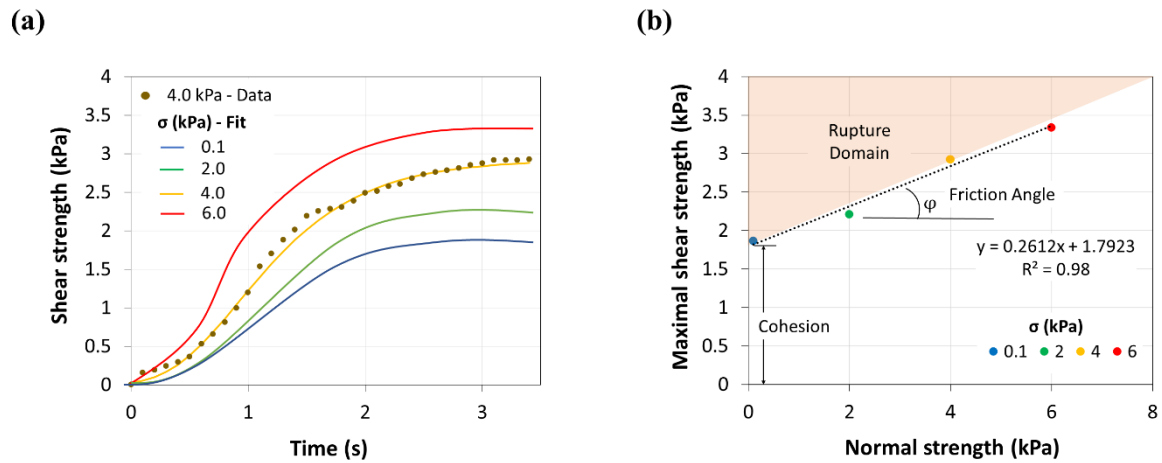 (a)
Shear strength (kPa)
4
3.5
3
2.5
2
1.5
1
0.5
0
4.0 kPa - Data
σ (kPa) - Fit
0.1
2.0
4.0
6.0
0
1
2
3
Time (s)
(b)
Maximal shear strength (kPa)
4
3.5
3
2.5
2
1.5
1
0.5
0
Rupture
Domain
φ
Friction Angle
y = 0.2612x + 1.7923
R² = 0.98
Cohesion
σ (kPa)
0.1 2 4 6
0
2
4
6
8
Normal strength (kPa)